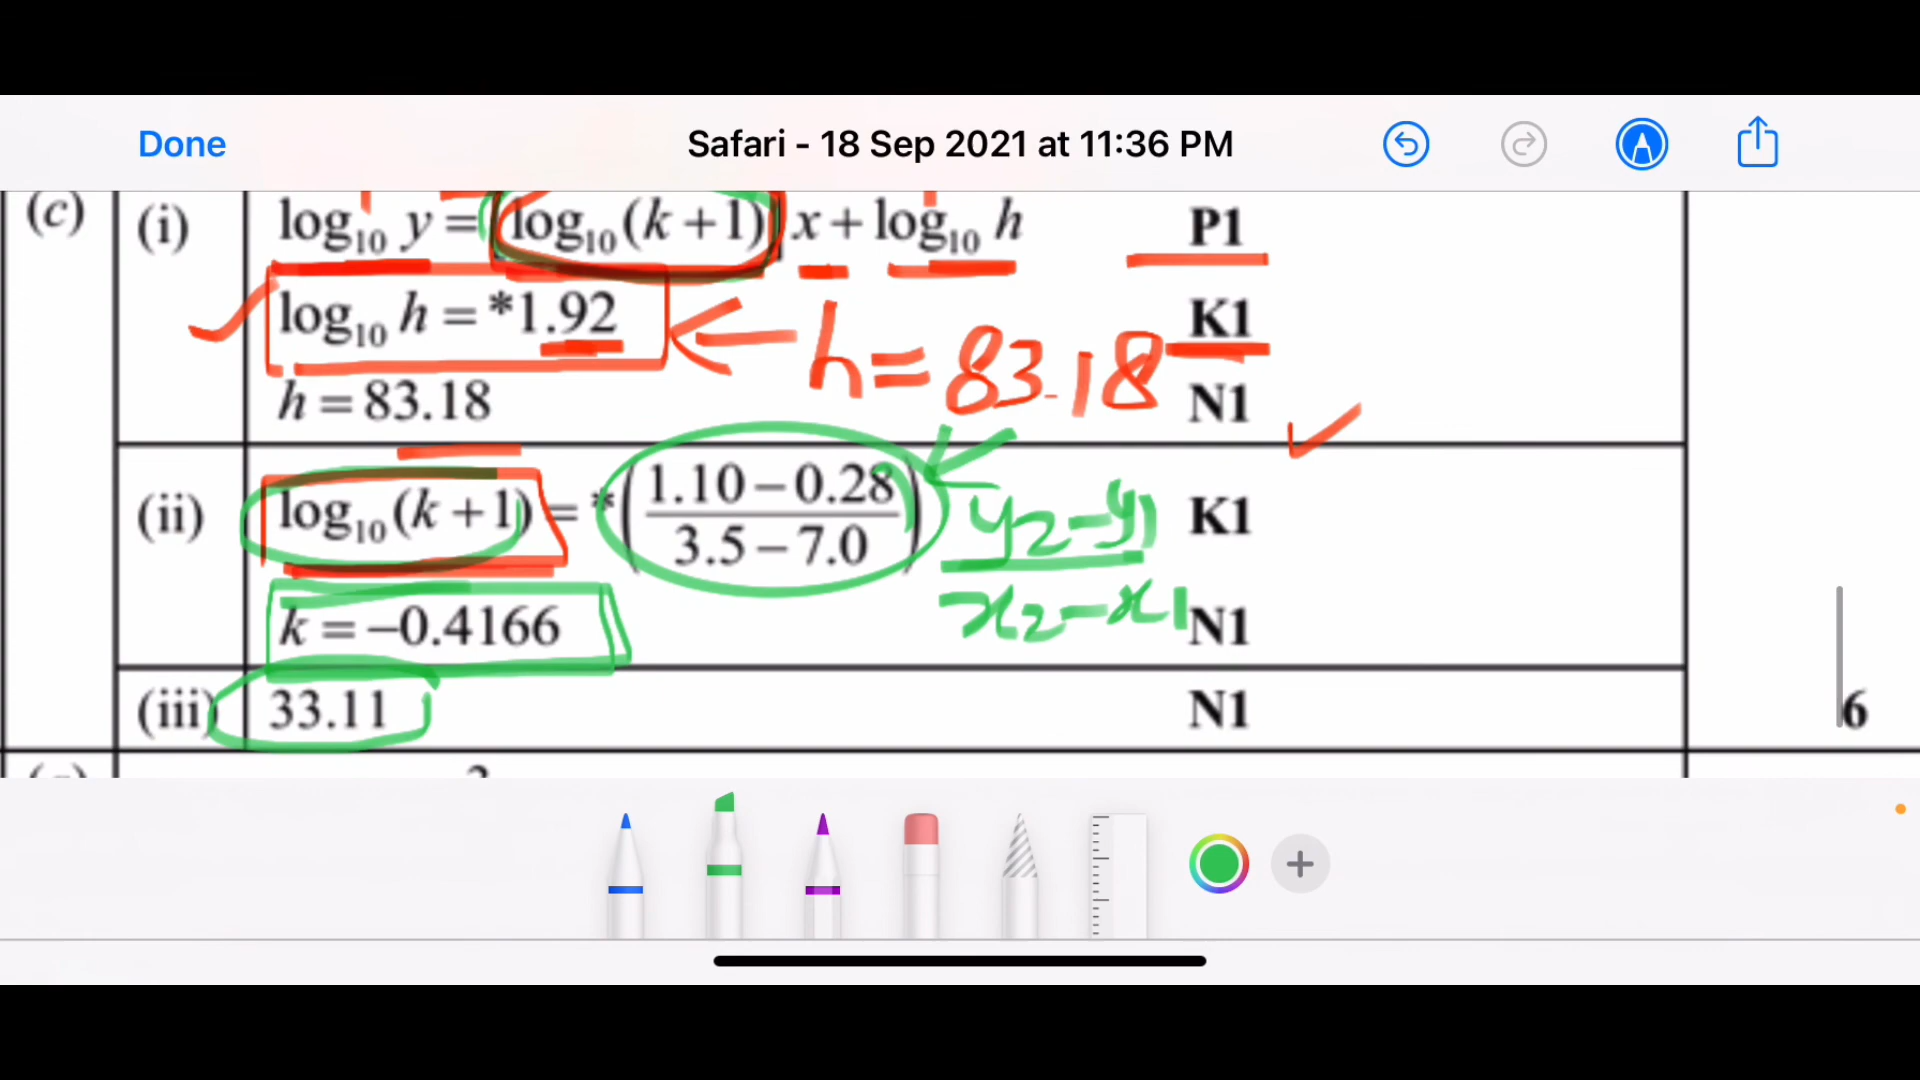 Done Safari - 18 Sep 2021 at 11:36 PM
(c) (i) log10 y = (log10 (k + 1)) x + log10 h P1
log10 h = *1.92 K1
h = 83.18
h = 83.18 N1
(ii) log10 (k + 1) = *(1.10 − 0.28 / 3.5 − 7.0) K1
y2 − y1
x2 − x1
k = −0.4166 N1
(iii) 33.11 N1 6